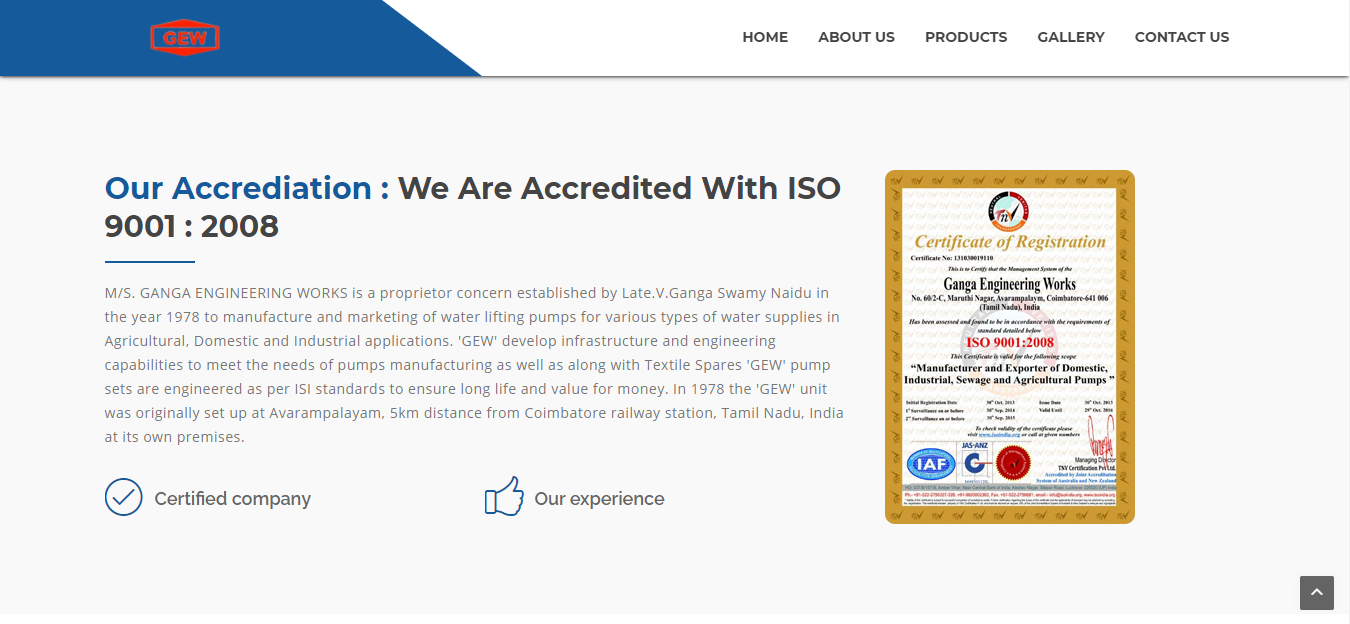 GEW
HOME ABOUT US PRODUCTS GALLERY CONTACT US
Our Accrediation : We Are Accredited With ISO
9001 : 2008
M/S. GANGA ENGINEERING WORKS is a proprietor concern established by Late.V.Ganga Swamy Naidu in
the year 1978 to manufacture and marketing of water lifting pumps for various types of water supplies in
Agricultural, Domestic and Industrial applications. 'GEW' develop infrastructure and engineering
capabilities to meet the needs of pumps manufacturing as well as along with Textile Spares 'GEW' pump
sets are engineered as per ISI standards to ensure long life and value for money. In 1978 the 'GEW' unit
was originally set up at Avarampalayam, 5km distance from Coimbatore railway station, Tamil Nadu, India
at its own premises.
Certified company
Our experience
Certificate of Registration
Certificate No: 131030019110
This is to Certify that the Management System of the
Ganga Engineering Works
No. 60/2-C, Maruthi Nagar, Avarampalaym, Coimbatore-641 006
(Tamil Nadu), India
Has been assessed and found to be in accordance with the requirements of
standard detailed below
ISO 9001:2008
This Certificate is valid for the following scope
“Manufacturer and Exporter of Domestic,
Industrial, Sewage and Agricultural Pumps ”
Initial Registration Date 30th Oct. 2013 Issue Date 30th Oct. 2013
1st Surveillance on or before 30th Sep. 2014 Valid Until 29th Oct. 2016
2nd Surveillance on or before 30th Sep. 2015
To check validity of the certificate please
visit www.isoindia.org or call at given numbers
JAS-ANZ
IAF
Managing Director
TNV Certification Pvt Ltd.
Accredited by Joint Accreditation
System of Australia and New Zealand